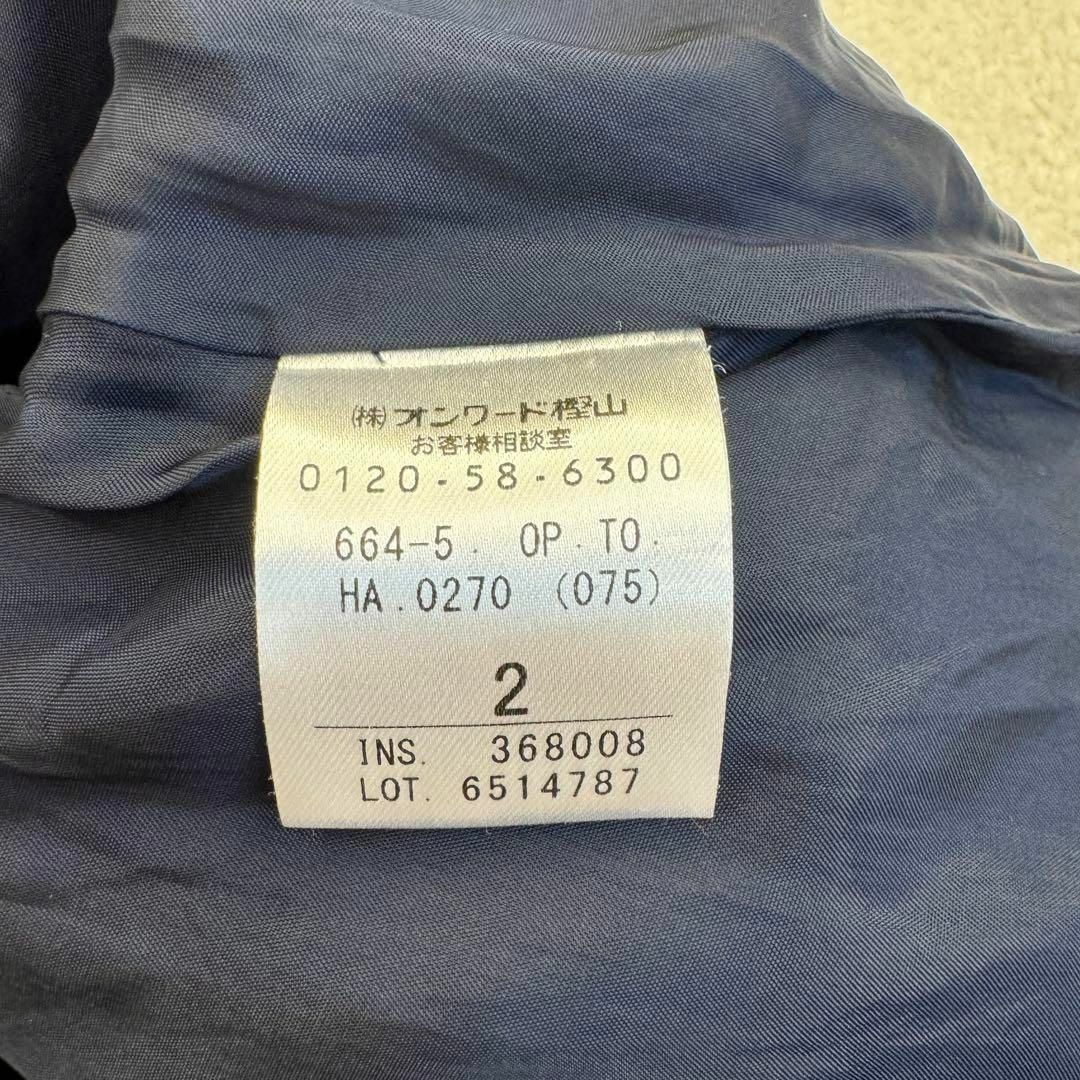 (株)オンワード樫山
お客様相談室
0120-58-6300
664-5. OP.TO.
HA.0270 (075)
2
INS. 368008
LOT. 6514787